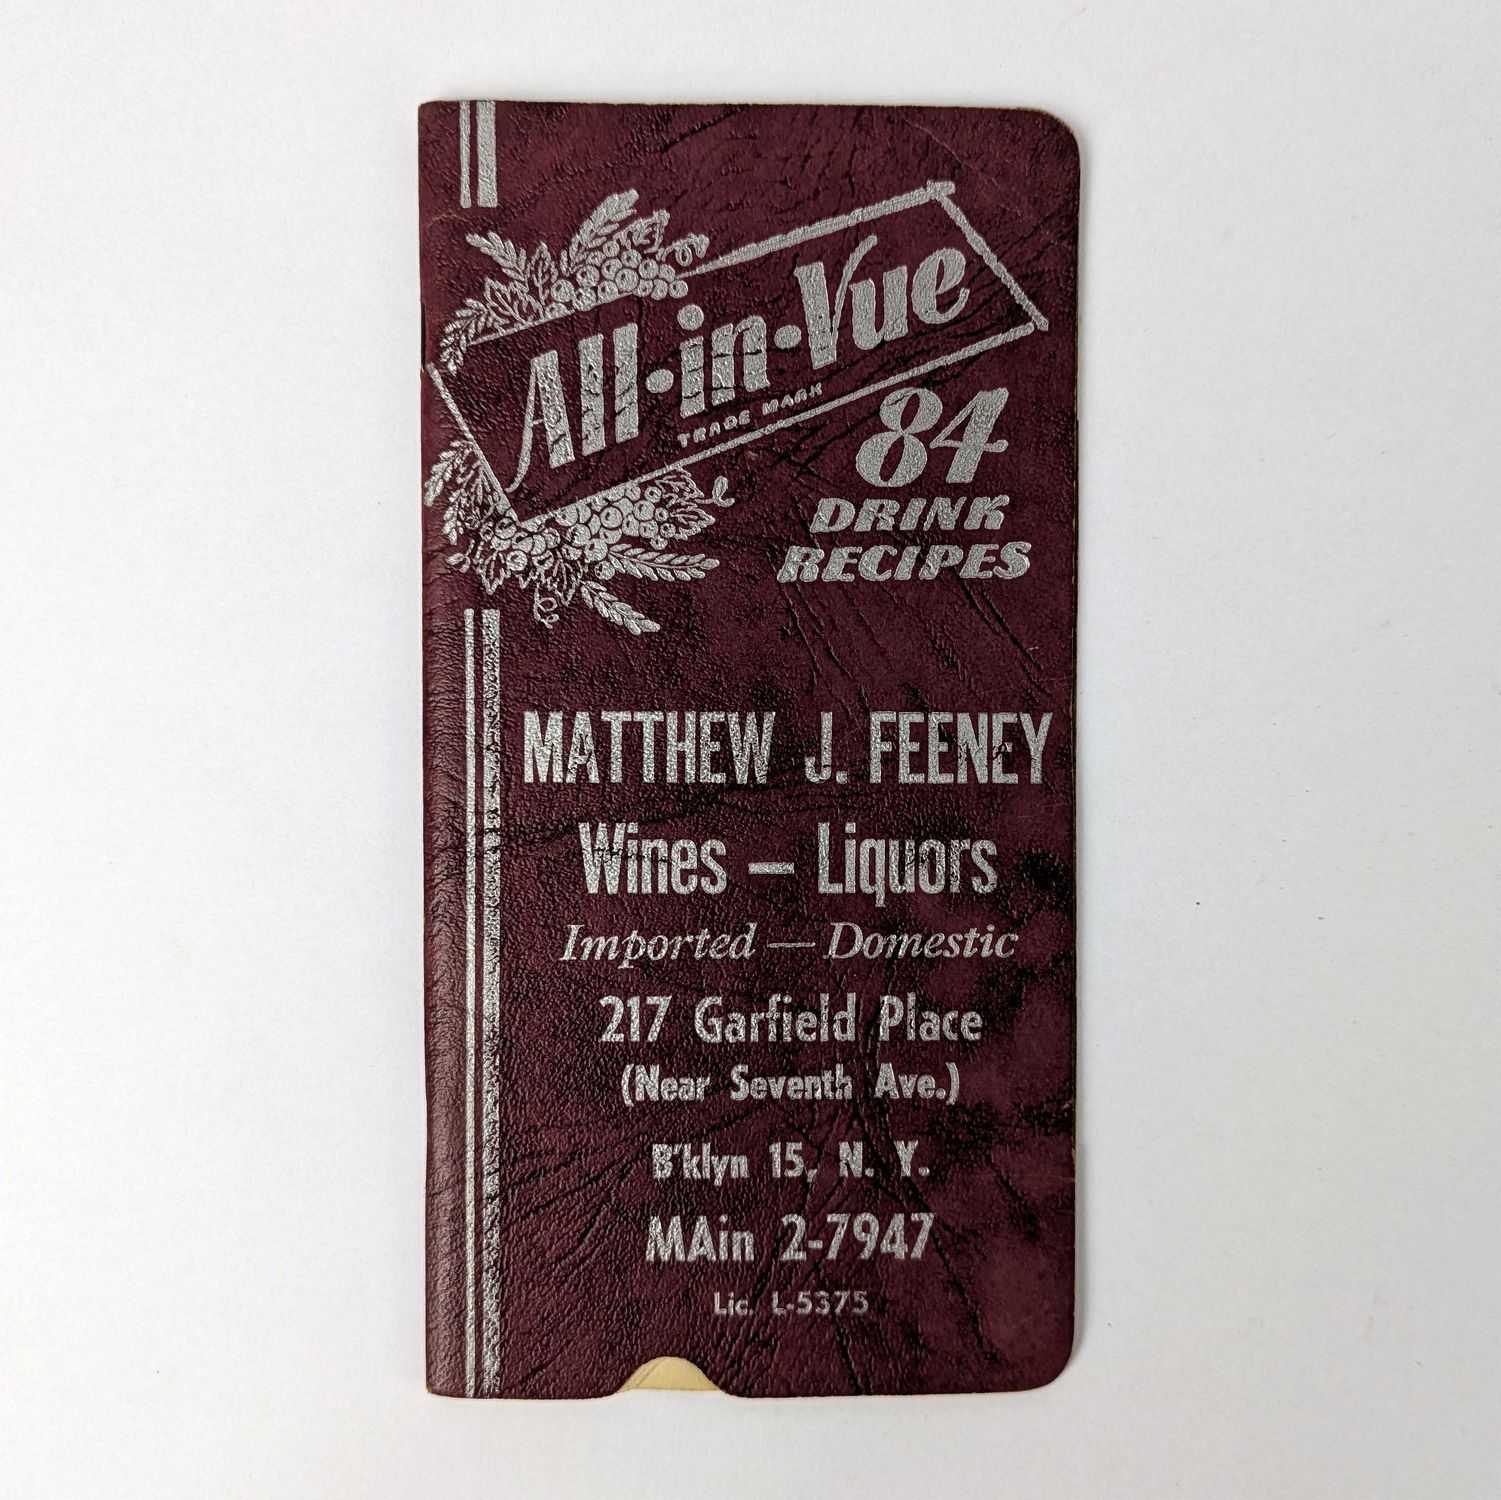 All-in-Vue
TRADE MARK
84
DRINK
RECIPES
MATTHEW J. FEENEY
Wines — Liquors
Imported — Domestic
217 Garfield Place
(Near Seventh Ave.)
B'klyn 15, N. Y.
MAin 2-7947
Lic. L-5375